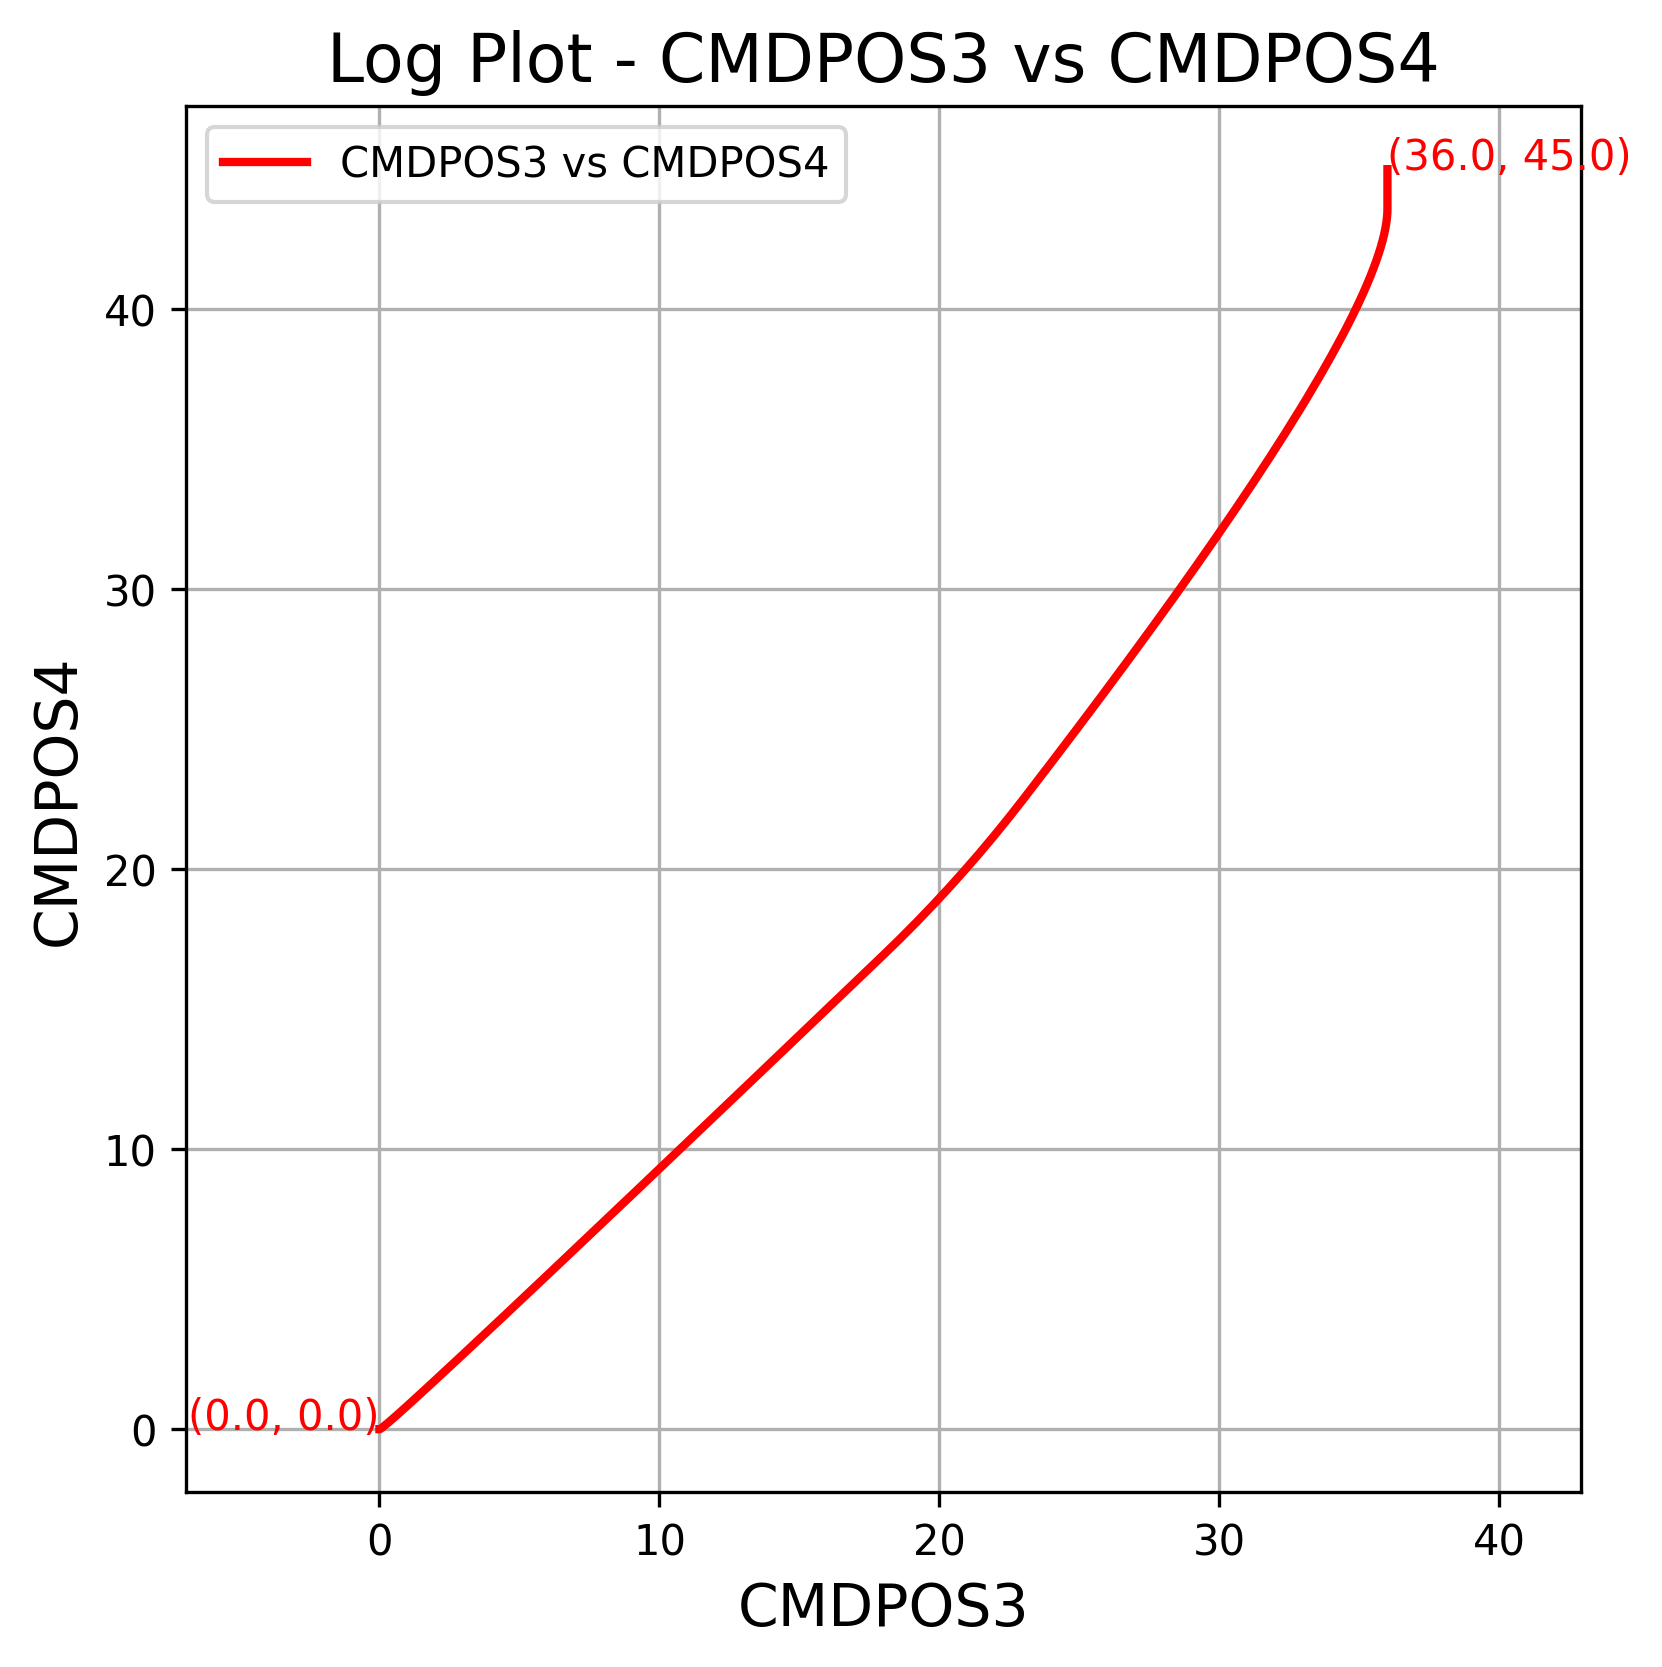 Log Plot - CMDPOS3 vs CMDPOS4
CMDPOS3 vs CMDPOS4
(36.0, 45.0)
(0.0, 0.0)
CMDPOS4
40
30
20
10
0
0 10 20 30 40
CMDPOS3